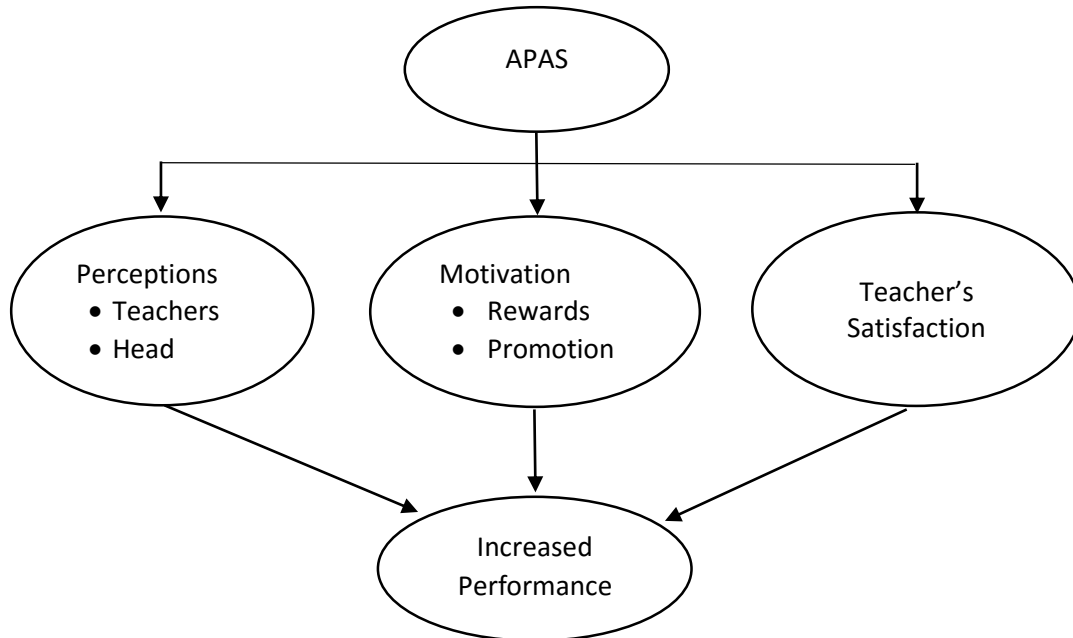 APAS
Perceptions
• Teachers
• Head
Motivation
• Rewards
• Promotion
Teacher’s
Satisfaction
Increased
Performance